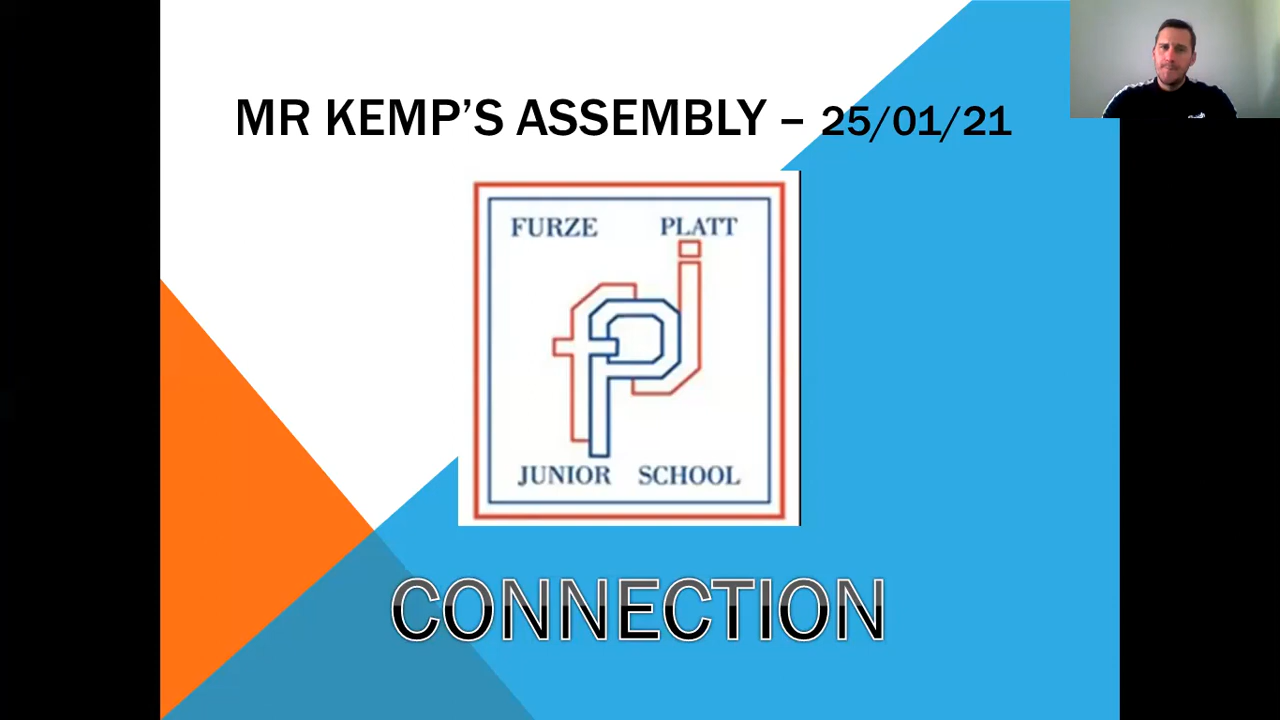 MR KEMP’S ASSEMBLY – 25/01/21
FURZE PLATT
fpj
JUNIOR SCHOOL
CONNECTION